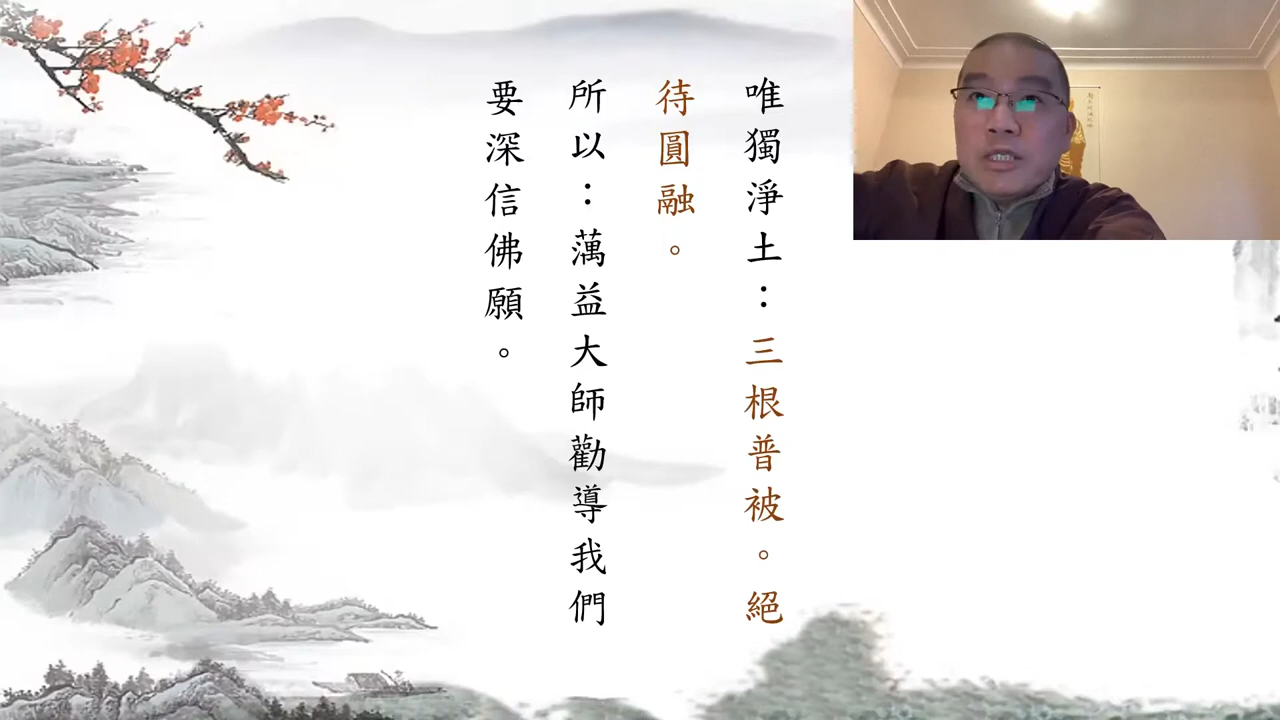 唯獨淨土：三根普被。絕
待圓融。
所以：蕅益大師勸導我們
要深信佛願。